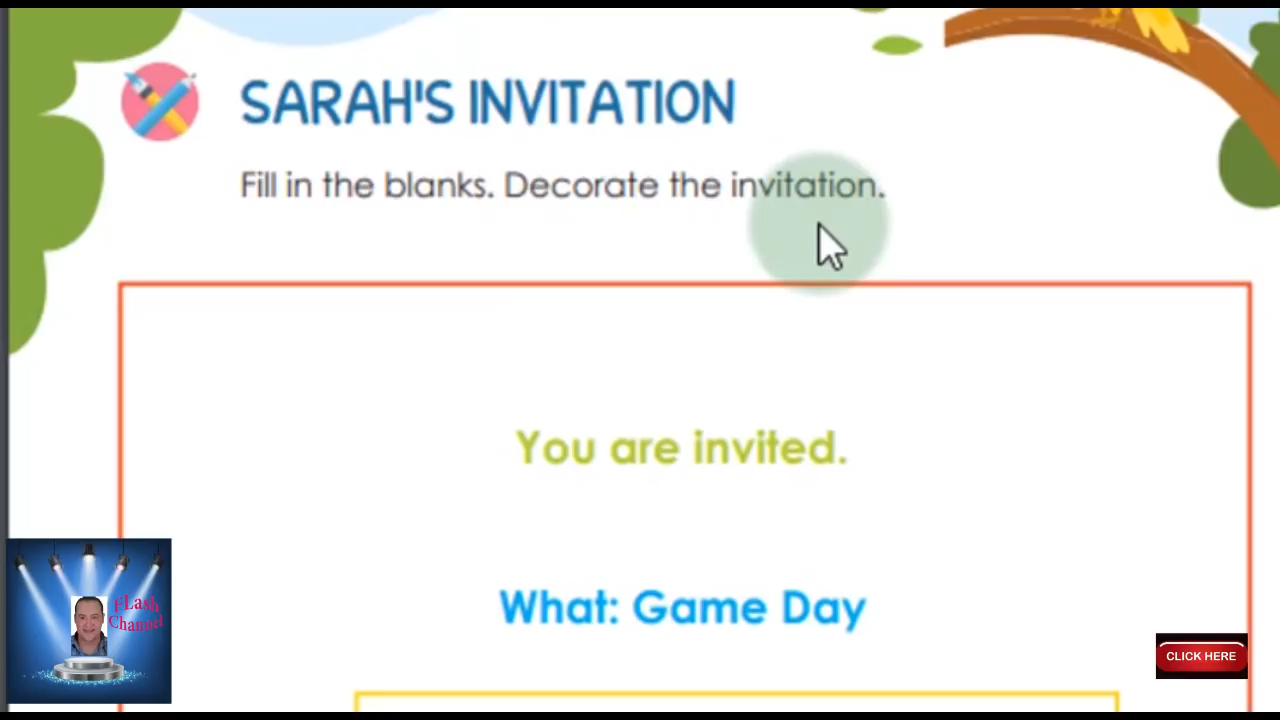 SARAH'S INVITATION
Fill in the blanks. Decorate the invitation.
You are invited.
What: Game Day
FLash
Channel
CLICK HERE